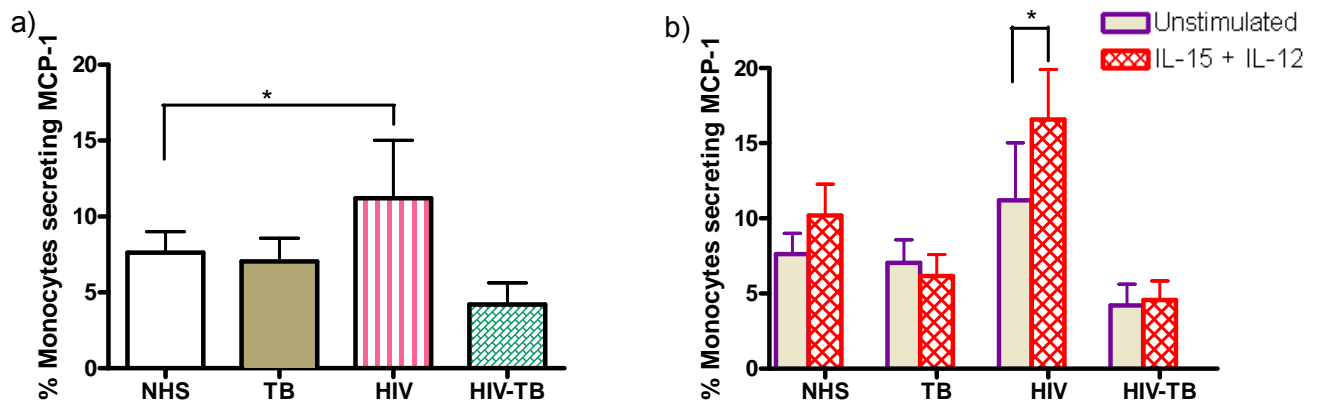 a)
% Monocytes secreting MCP-1
20
15
10
5
0
*
NHS TB HIV HIV-TB
b)
% Monocytes secreting MCP-1
20
15
10
5
0
*
Unstimulated
IL-15 + IL-12
NHS TB HIV HIV-TB